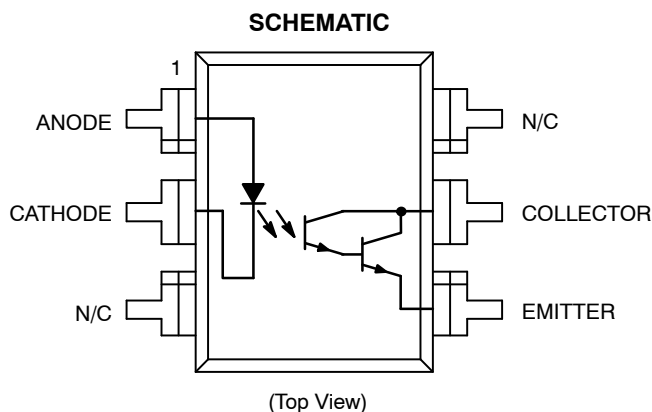 SCHEMATIC
1
ANODE
N/C
CATHODE
COLLECTOR
N/C
EMITTER
(Top View)